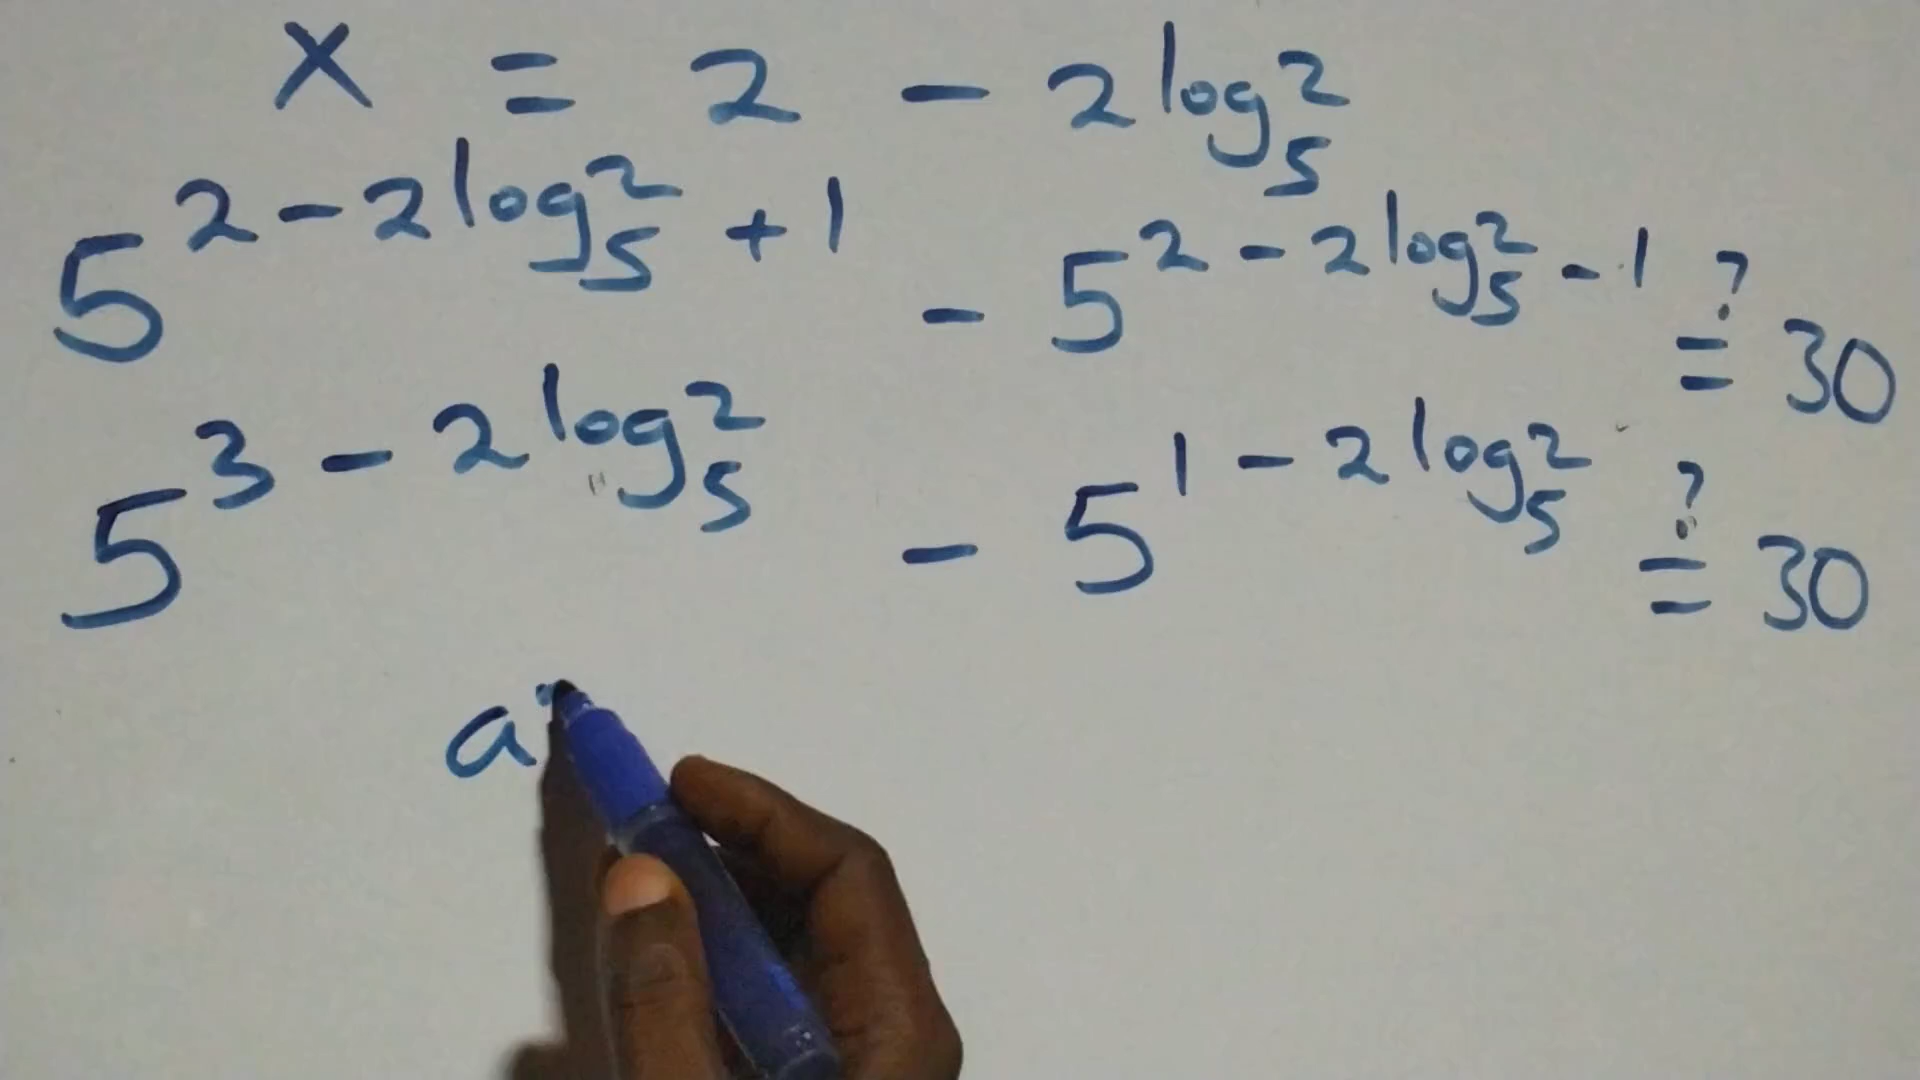 x = 2 - 2log₅2
5^(2 - 2log₅2 + 1) - 5^(2 - 2log₅2 - 1) ?= 30
5^(3 - 2log₅2) - 5^(1 - 2log₅2) ?= 30
a